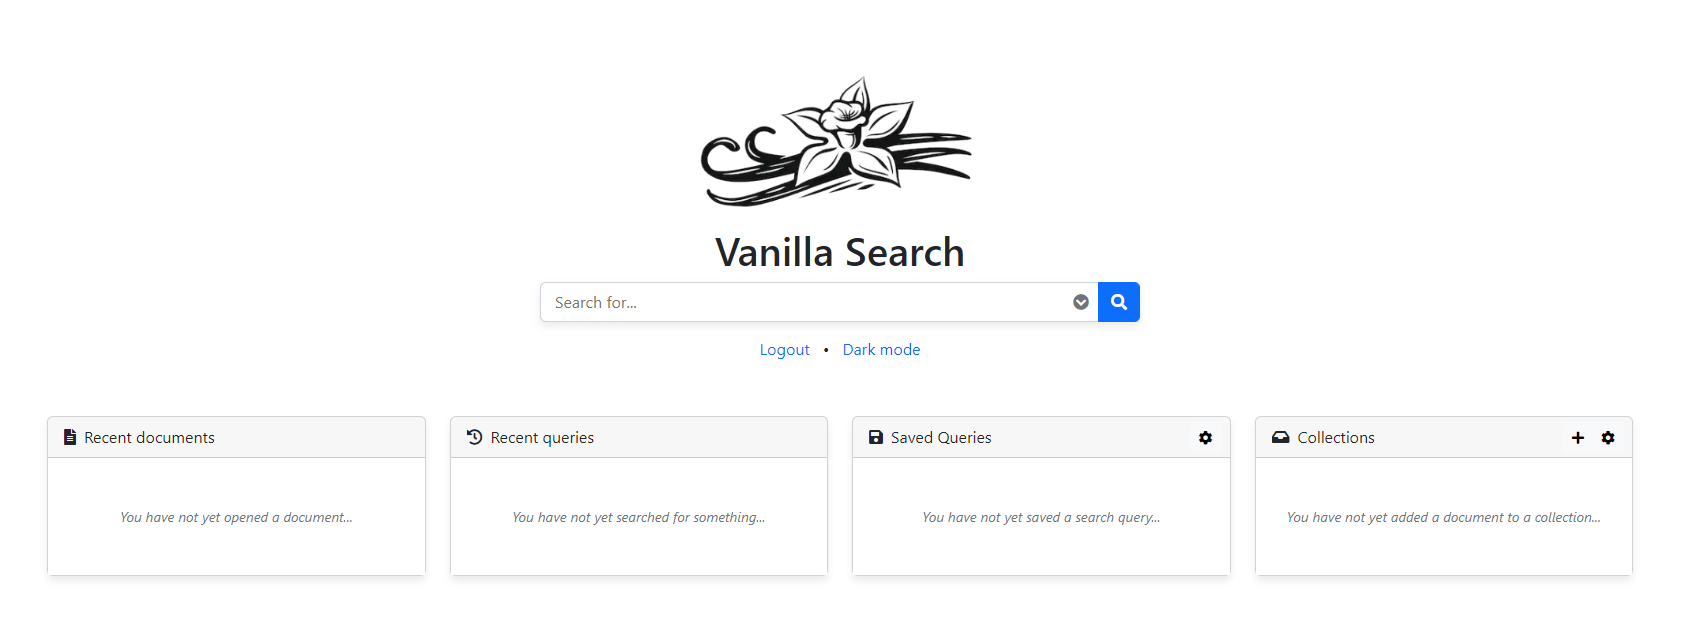 Vanilla Search
Search for...
Logout • Dark mode
Recent documents
You have not yet opened a document...
Recent queries
You have not yet searched for something...
Saved Queries
You have not yet saved a search query...
Collections
You have not yet added a document to a collection...